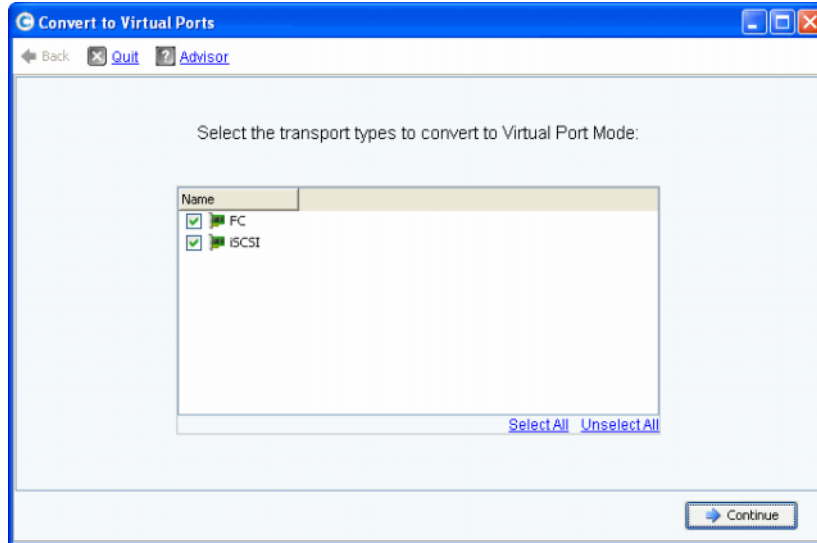 Convert to Virtual Ports
Back Quit Advisor
Select the transport types to convert to Virtual Port Mode:
Name
FC
iSCSI
Select All Unselect All
Continue